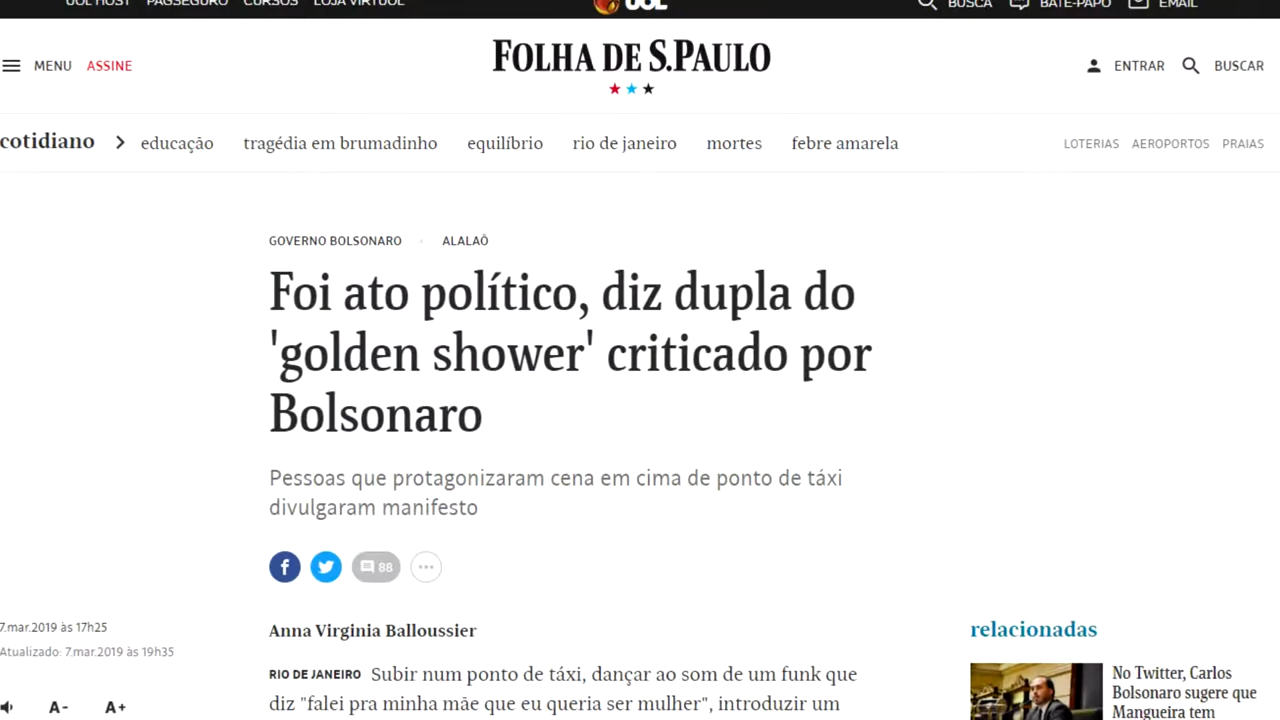 UOL HOST PAGSEGURO CURSOS LOJA VIRTUOL UOL BUSCA BATE-PAPO EMAIL
MENU ASSINE FOLHA DE S.PAULO ENTRAR BUSCAR
cotidiano educação tragédia em brumadinho equilíbrio rio de janeiro mortes febre amarela LOTERIAS AEROPORTOS PRAIAS
GOVERNO BOLSONARO · ALALAÔ
Foi ato político, diz dupla do
'golden shower' criticado por
Bolsonaro
Pessoas que protagonizaram cena em cima de ponto de táxi
divulgaram manifesto
f 88 ...
7.mar.2019 às 17h25
Atualizado: 7.mar.2019 às 19h35
A- A+
Anna Virginia Balloussier
RIO DE JANEIRO Subir num ponto de táxi, dançar ao som de um funk que
diz "falei pra minha mãe que eu queria ser mulher", introduzir um
relacionadas
No Twitter, Carlos
Bolsonaro sugere que
Mangueira tem